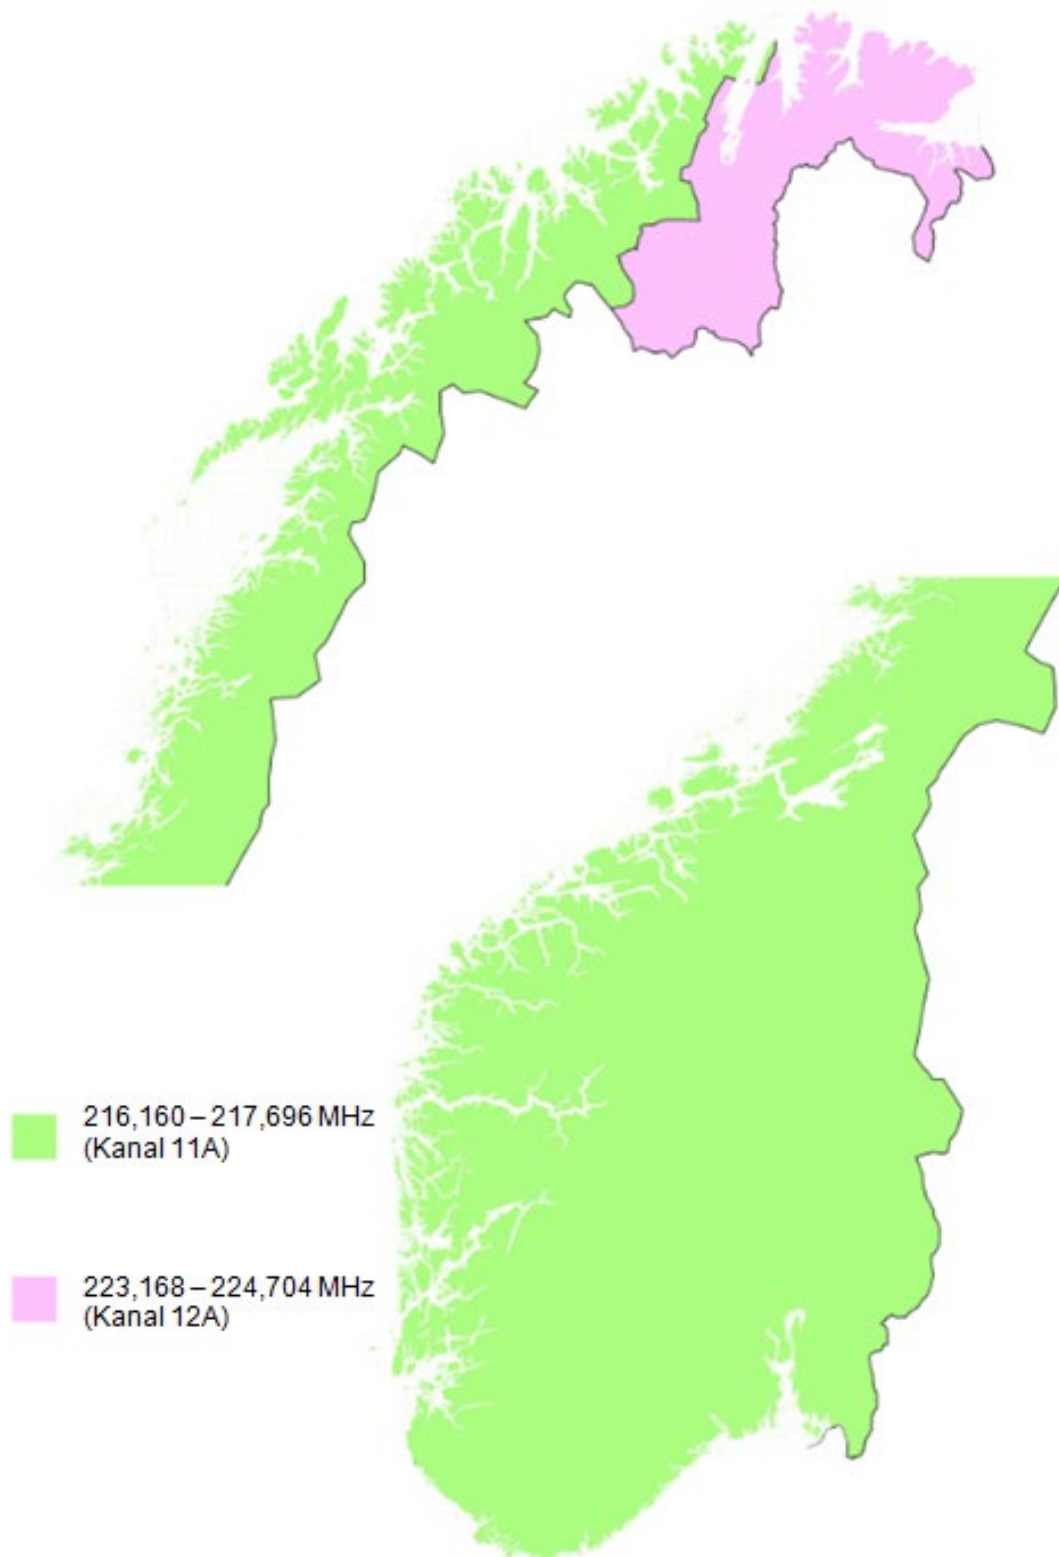 216,160 – 217,696 MHz
(Kanal 11A)
223,168 – 224,704 MHz
(Kanal 12A)